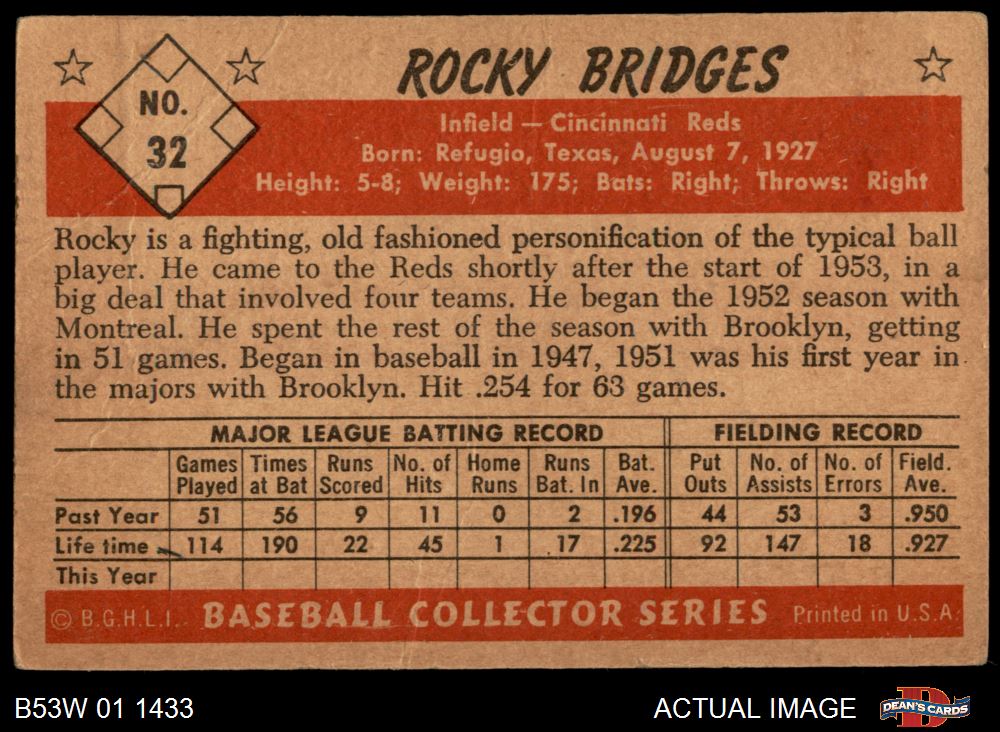 NO.
32
ROCKY BRIDGES
Infield — Cincinnati Reds
Born: Refugio, Texas, August 7, 1927
Height: 5-8; Weight: 175; Bats: Right; Throws: Right
Rocky is a fighting, old fashioned personification of the typical ball
player. He came to the Reds shortly after the start of 1953, in a
big deal that involved four teams. He began the 1952 season with
Montreal. He spent the rest of the season with Brooklyn, getting
in 51 games. Began in baseball in 1947, 1951 was his first year in
the majors with Brooklyn. Hit .254 for 63 games.
MAJOR LEAGUE BATTING RECORD FIELDING RECORD
Games Times Runs No. of Home Runs Bat. Put No. of No. of Field.
Played at Bat Scored Hits Runs Bat. In Ave. Outs Assists Errors Ave.
Past Year 51 56 9 11 0 2 .196 44 53 3 .950
Life time 114 190 22 45 1 17 .225 92 147 18 .927
This Year
© B.G.H.L.I. BASEBALL COLLECTOR SERIES Printed in U.S.A.
B53W 01 1433 ACTUAL IMAGE D DEAN'S CARDS